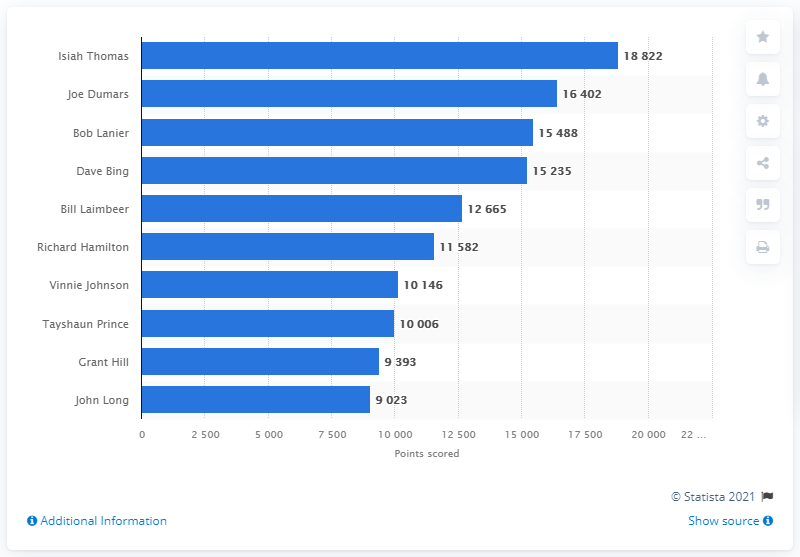 Isiah Thomas 18 822
Joe Dumars 16 402
Bob Lanier 15 488
Dave Bing 15 235
Bill Laimbeer 12 665
Richard Hamilton 11 582
Vinnie Johnson 10 146
Tayshaun Prince 10 006
Grant Hill 9 393
John Long 9 023
0 2 500 5 000 7 500 10 000 12 500 15 000 17 500 20 000 22 ...
Points scored
© Statista 2021
Additional Information Show source